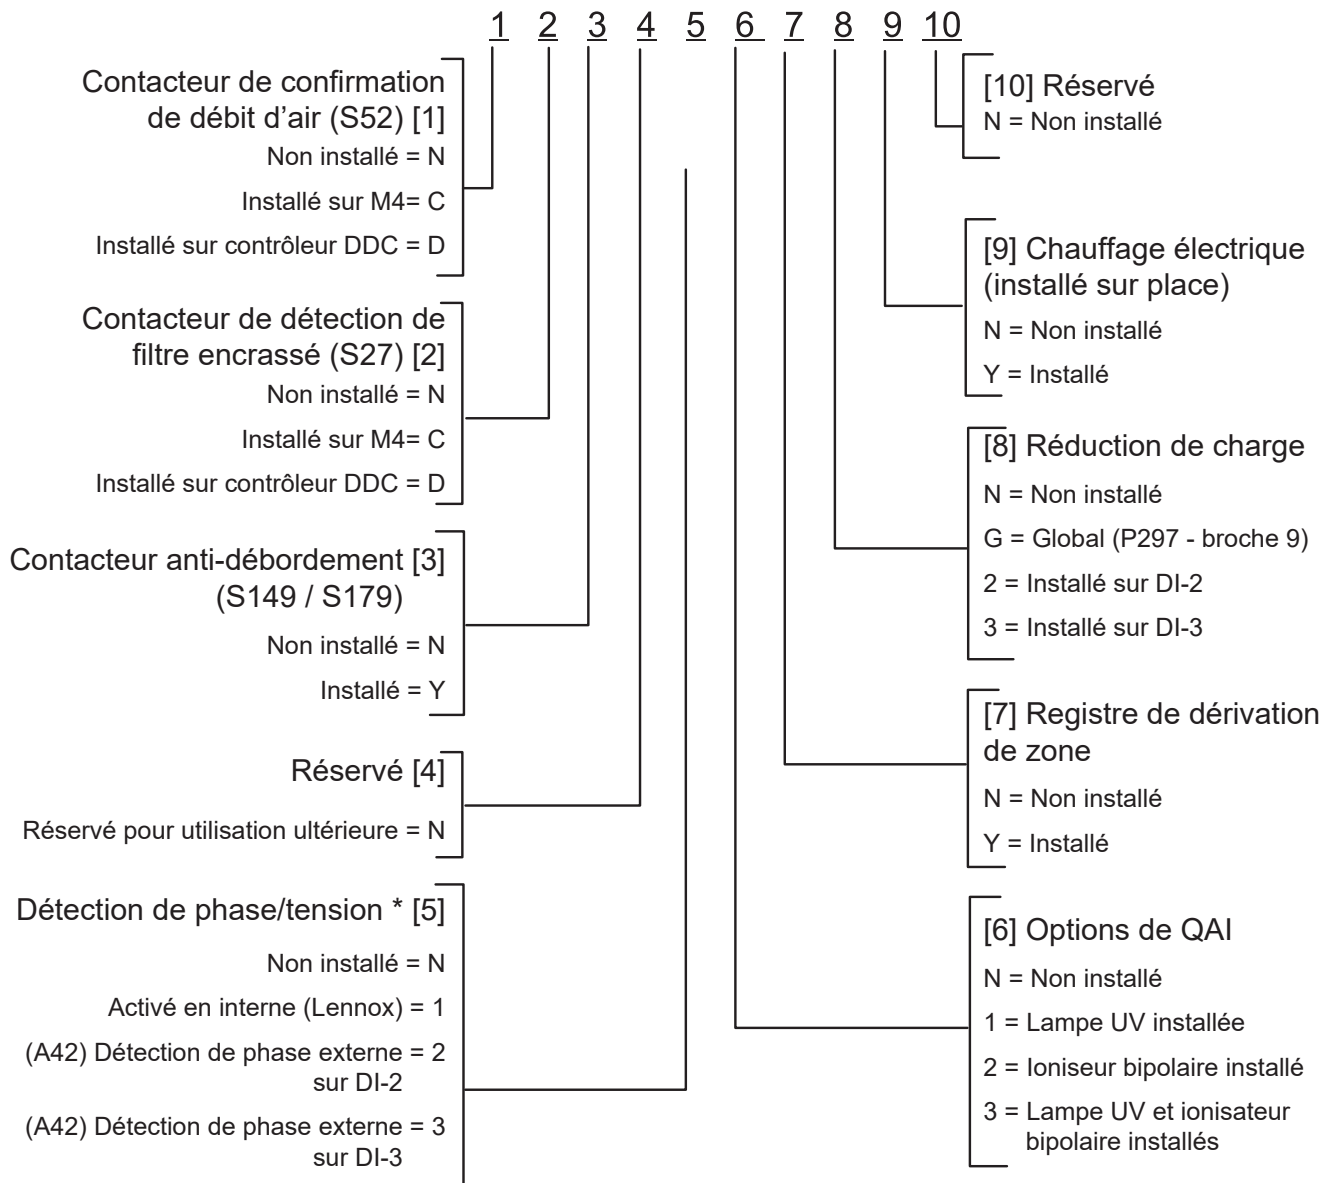 1 2 3 4 5 6 7 8 9 10
Contacteur de confirmation
de débit d'air (S52) [1]
Non installé = N
Installé sur M4= C
Installé sur contrôleur DDC = D
Contacteur de détection de
filtre encrassé (S27) [2]
Non installé = N
Installé sur M4= C
Installé sur contrôleur DDC = D
Contacteur anti-débordement [3]
(S149 / S179)
Non installé = N
Installé = Y
Réservé [4]
Réservé pour utilisation ultérieure = N
Détection de phase/tension * [5]
Non installé = N
Activé en interne (Lennox) = 1
(A42) Détection de phase externe = 2
sur DI-2
(A42) Détection de phase externe = 3
sur DI-3
[10] Réservé
N = Non installé
[9] Chauffage électrique
(installé sur place)
N = Non installé
Y = Installé
[8] Réduction de charge
N = Non installé
G = Global (P297 - broche 9)
2 = Installé sur DI-2
3 = Installé sur DI-3
[7] Registre de dérivation
de zone
N = Non installé
Y = Installé
[6] Options de QAI
N = Non installé
1 = Lampe UV installée
2 = Ioniseur bipolaire installé
3 = Lampe UV et ionisateur
bipolaire installés